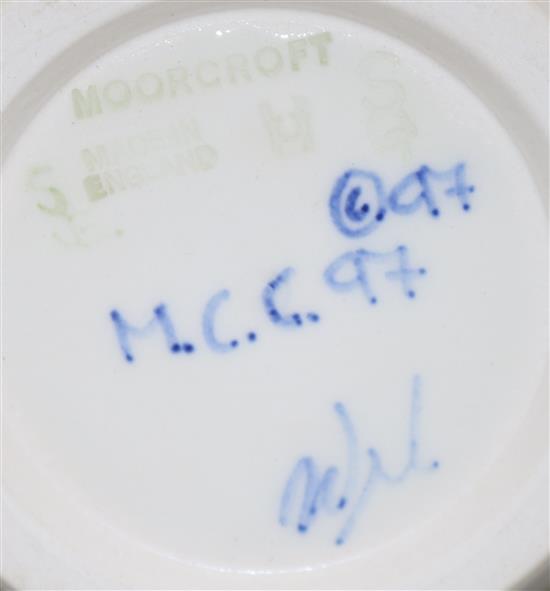 MOORCROFT
MADE IN H
ENGLAND
© 97
M.C.C. 97